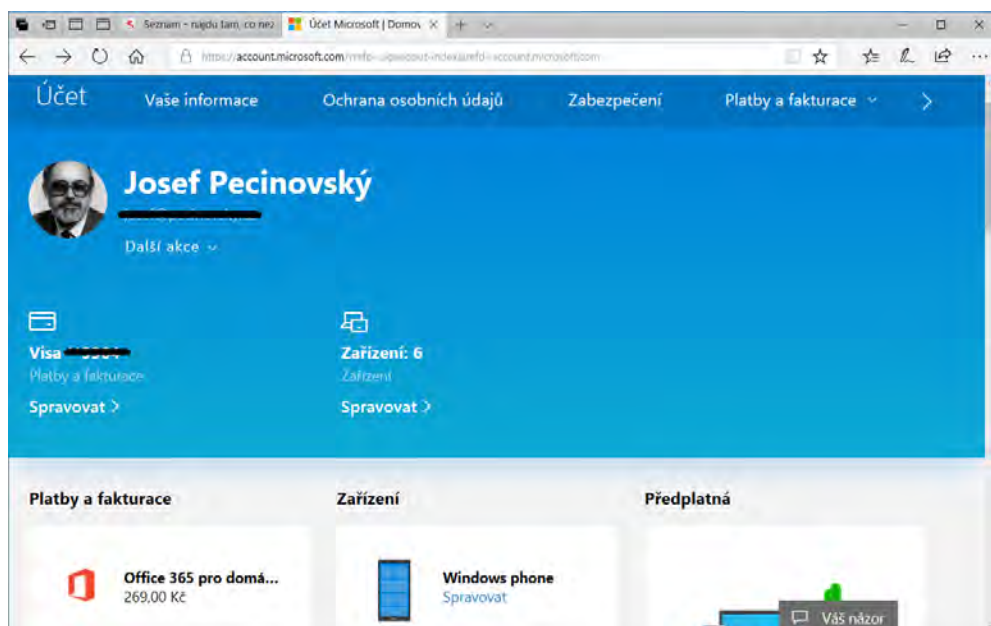 Seznam - najdu tam, co nez
Účet Microsoft | Domov
account.microsoft.com
Účet
Vaše informace
Ochrana osobních údajů
Zabezpečení
Platby a fakturace
Josef Pecinovský
Další akce
Visa
Platby a fakturace
Spravovat
Zařízení: 6
Zařízení
Spravovat
Platby a fakturace
Zařízení
Předplatná
Office 365 pro domá...
269,00 Kč
Windows phone
Spravovat
Váš názor